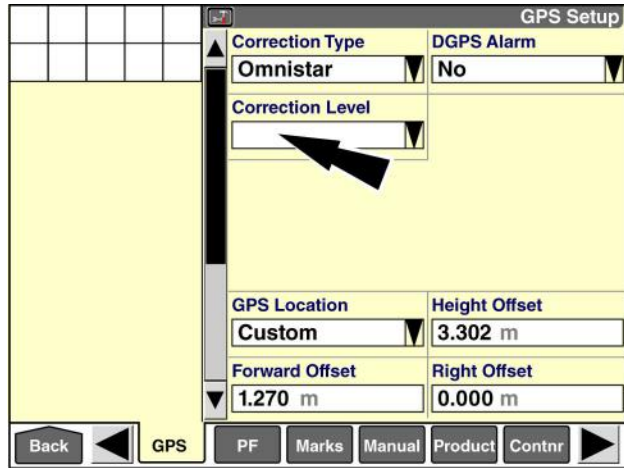 GPS Setup
Correction Type
DGPS Alarm
Omnistar
No
Correction Level
GPS Location
Height Offset
Custom
3.302 m
Forward Offset
Right Offset
1.270 m
0.000 m
Back
GPS
PF
Marks
Manual
Product
Contnr